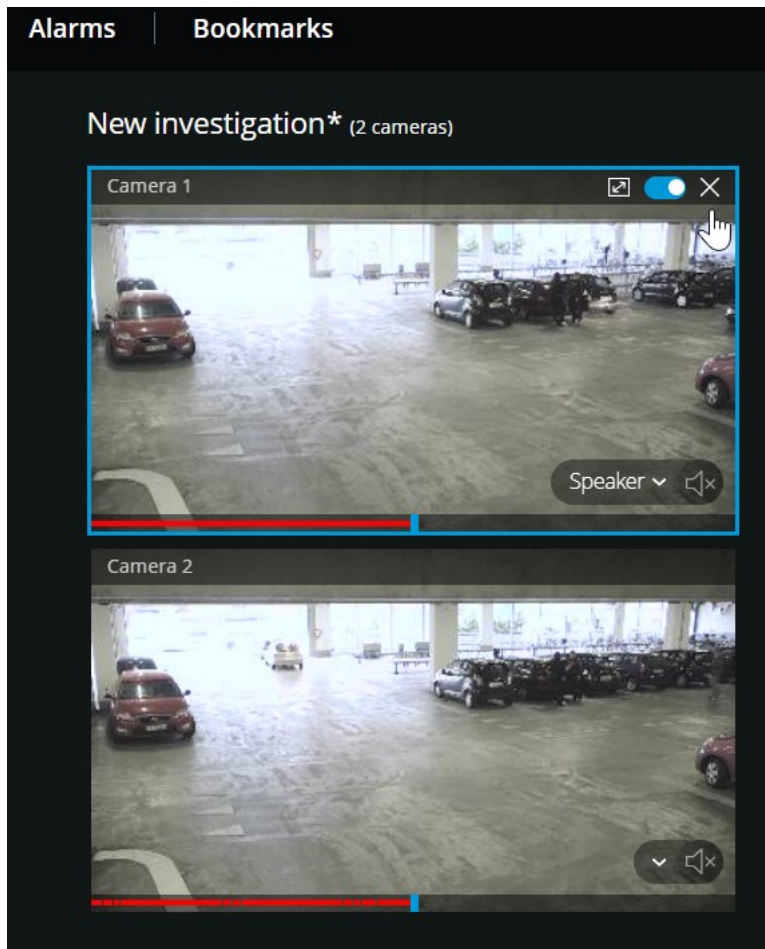 Alarms | Bookmarks
New investigation* (2 cameras)
Camera 1
Speaker
Camera 2